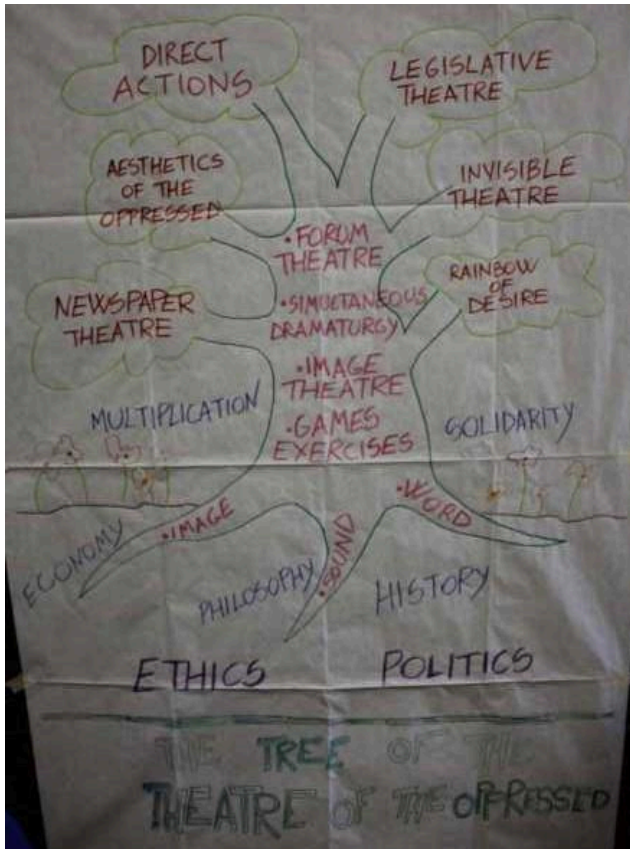 DIRECT
ACTIONS
LEGISLATIVE
THEATRE
AESTHETICS
OF THE
OPPRESSED
INVISIBLE
THEATRE
•FORUM
THEATRE
NEWSPAPER
THEATRE
•SIMULTANEOUS
DRAMATURGY
RAINBOW
OF
DESIRE
•IMAGE
THEATRE
•GAMES
EXERCISES
MULTIPLICATION
SOLIDARITY
ECONOMY
•IMAGE
PHILOSOPHY
•SOUND
•WORD
HISTORY
ETHICS
POLITICS
THE TREE OF THE
THEATRE OF THE OPPRESSED